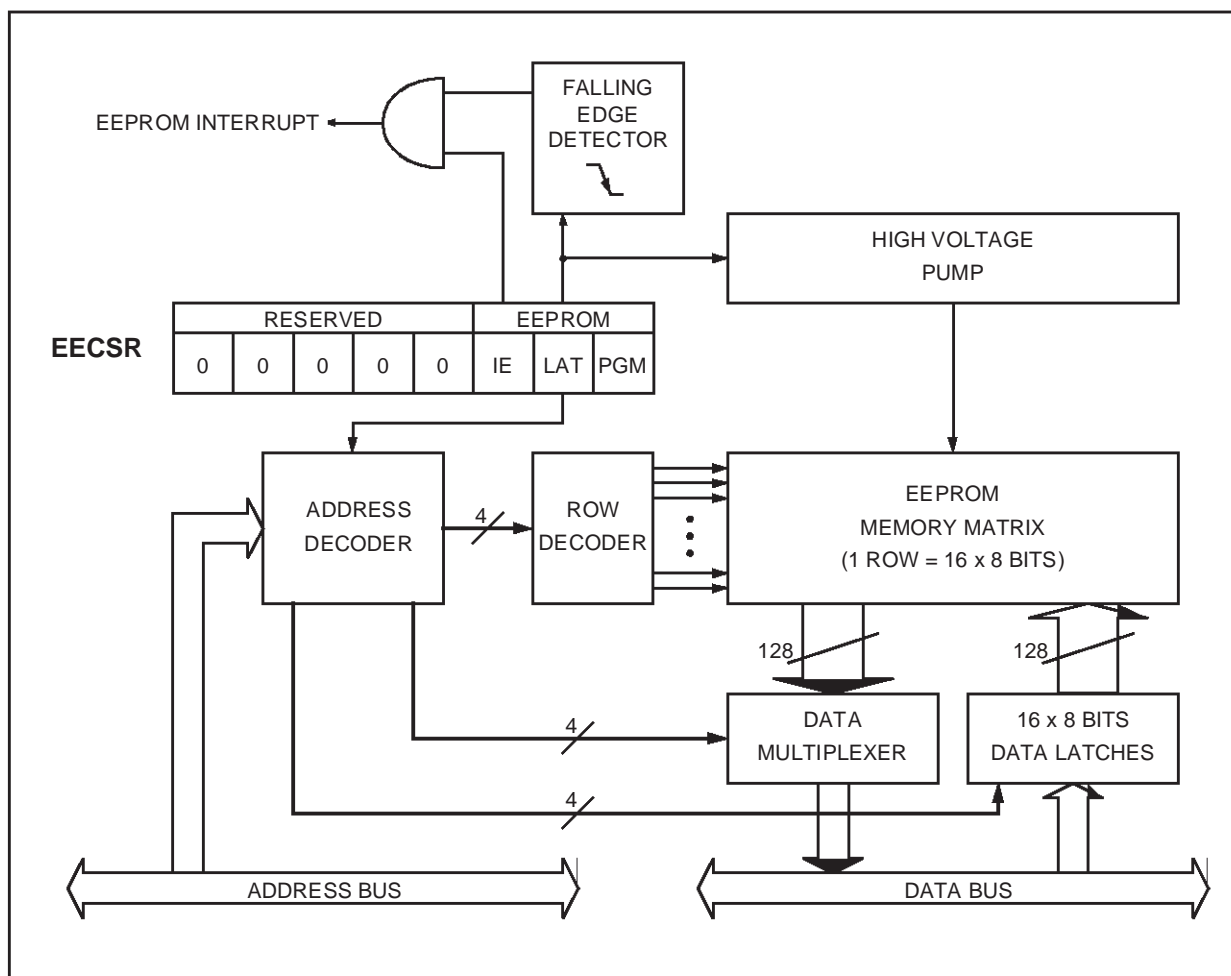 FALLING
EDGE
DETECTOR
EEPROM INTERRUPT
HIGH VOLTAGE
PUMP
RESERVED EEPROM
EECSR
0 0 0 0 0 IE LAT PGM
ADDRESS
DECODER
4
ROW
DECODER
EEPROM
MEMORY MATRIX
(1 ROW = 16 x 8 BITS)
128
128
4
DATA
MULTIPLEXER
16 x 8 BITS
DATA LATCHES
4
ADDRESS BUS
DATA BUS